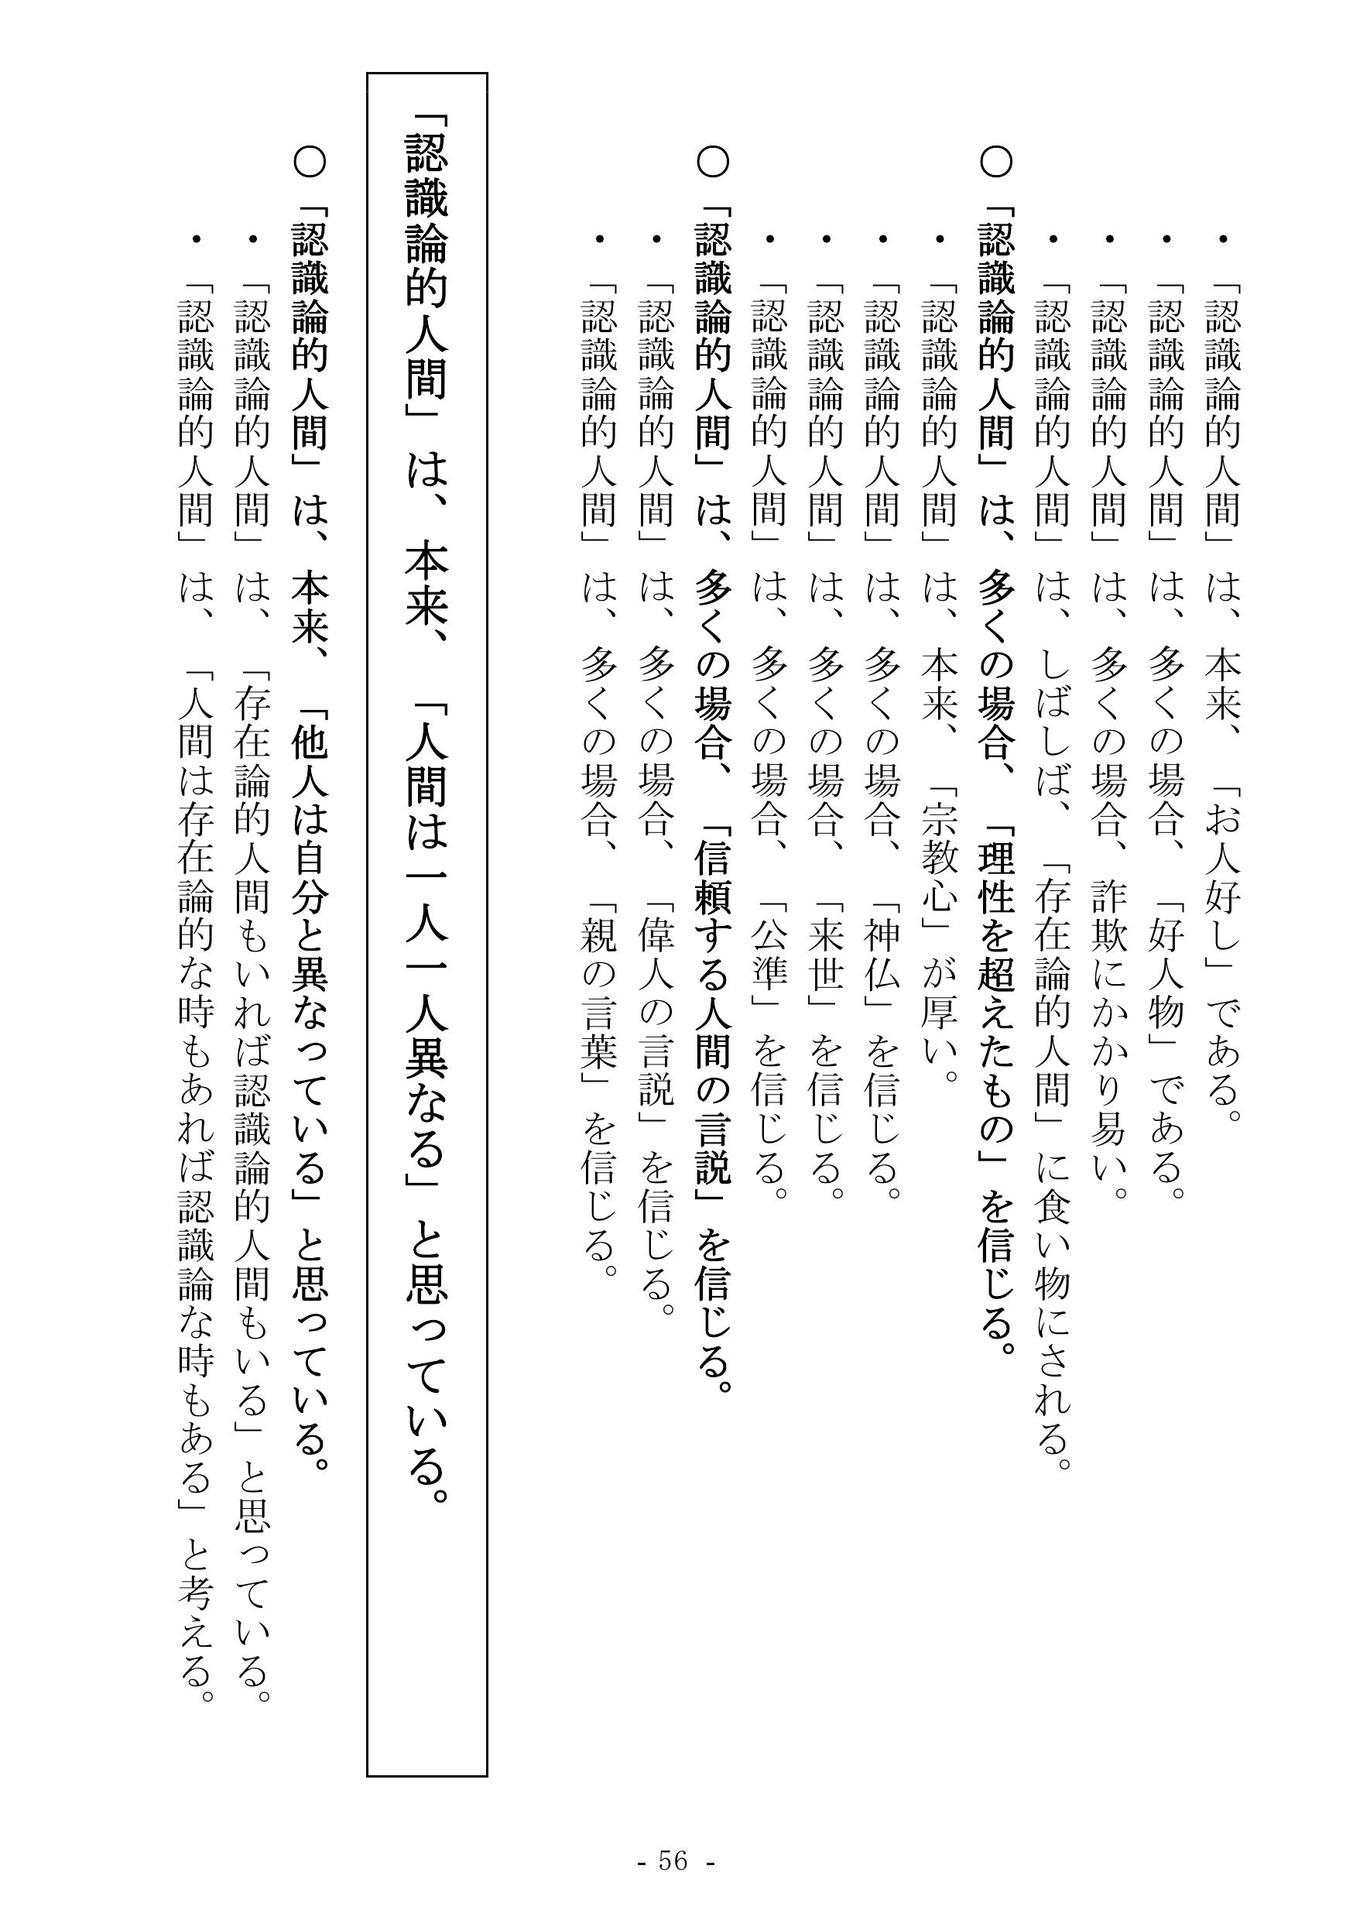 ・「認識論的人間」は、本来、「お人好し」である。
・「認識論的人間」は、多くの場合、「好人物」である。
・「認識論的人間」は、多くの場合、詐欺にかかり易い。
・「認識論的人間」は、しばしば、「存在論的人間」に食い物にされる。
○「認識論的人間」は、多くの場合、「理性を超えたもの」を信じる。
・「認識論的人間」は、本来、「宗教心」が厚い。
・「認識論的人間」は、多くの場合、「神仏」を信じる。
・「認識論的人間」は、多くの場合、「来世」を信じる。
・「認識論的人間」は、多くの場合、「公準」を信じる。
○「認識論的人間」は、多くの場合、「信頼する人間の言説」を信じる。
・「認識論的人間」は、多くの場合、「偉人の言説」を信じる。
・「認識論的人間」は、多くの場合、「親の言葉」を信じる。
「認識論的人間」は、本来、「人間は一人一人異なる」と思っている。
○「認識論的人間」は、本来、「他人は自分と異なっている」と思っている。
・「認識論的人間」は、「存在論的人間もいれば認識論的人間もいる」と思っている。
・「認識論的人間」は、「人間は存在論的な時もあれば認識論な時もある」と考える。
- 56 -